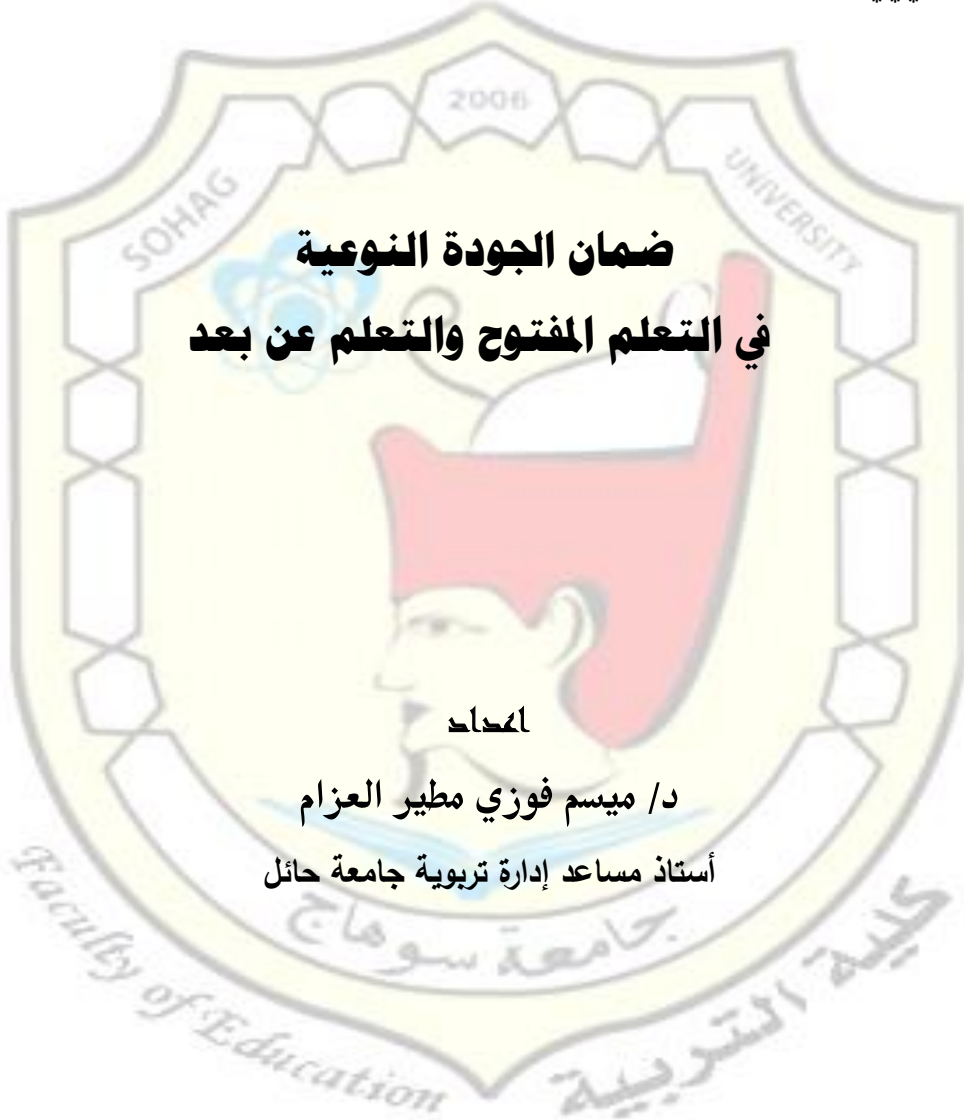 ***
2006
SOHAG UNIVERSITY
ضمان الجودة النوعية
في التعلم المفتوح والتعلم عن بعد
اعداد
د/ ميسم فوزي مطير العزام
أستاذ مساعد إدارة تربوية جامعة حائل
جامعة سوهاج
Faculty of Education
كلية التربية